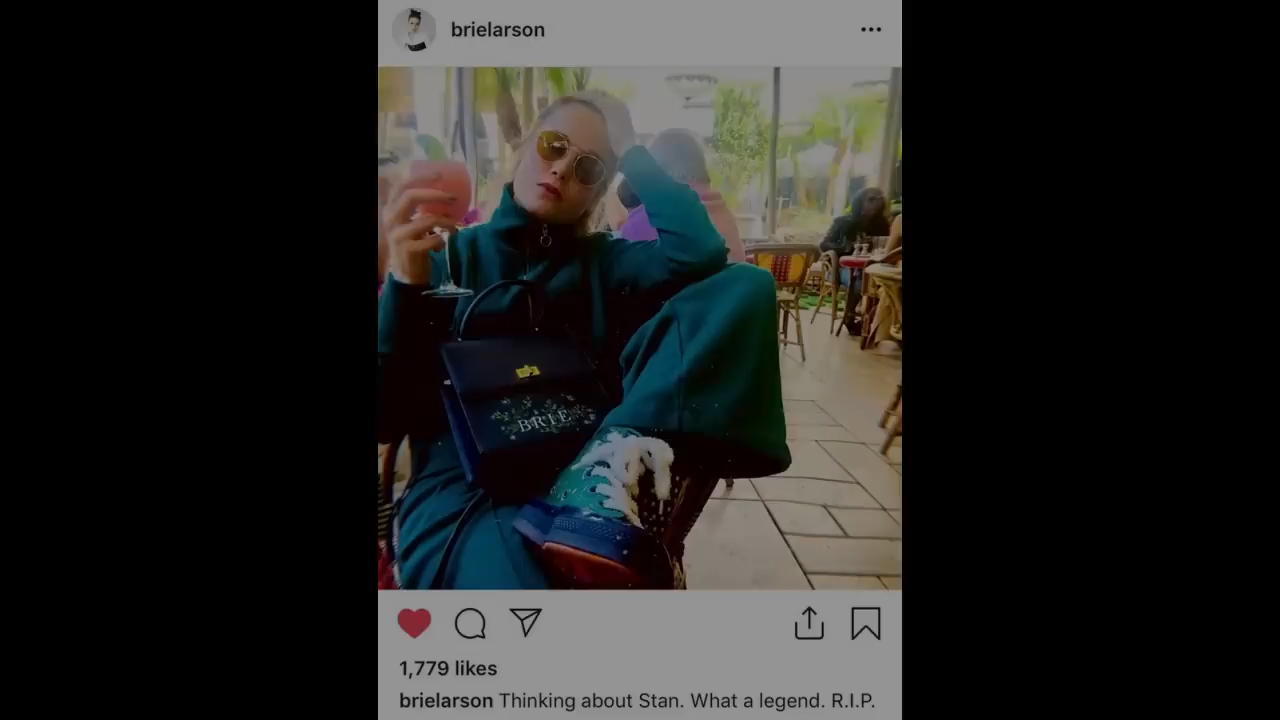 brielarson
BRIE
1,779 likes
brielarson Thinking about Stan. What a legend. R.I.P.